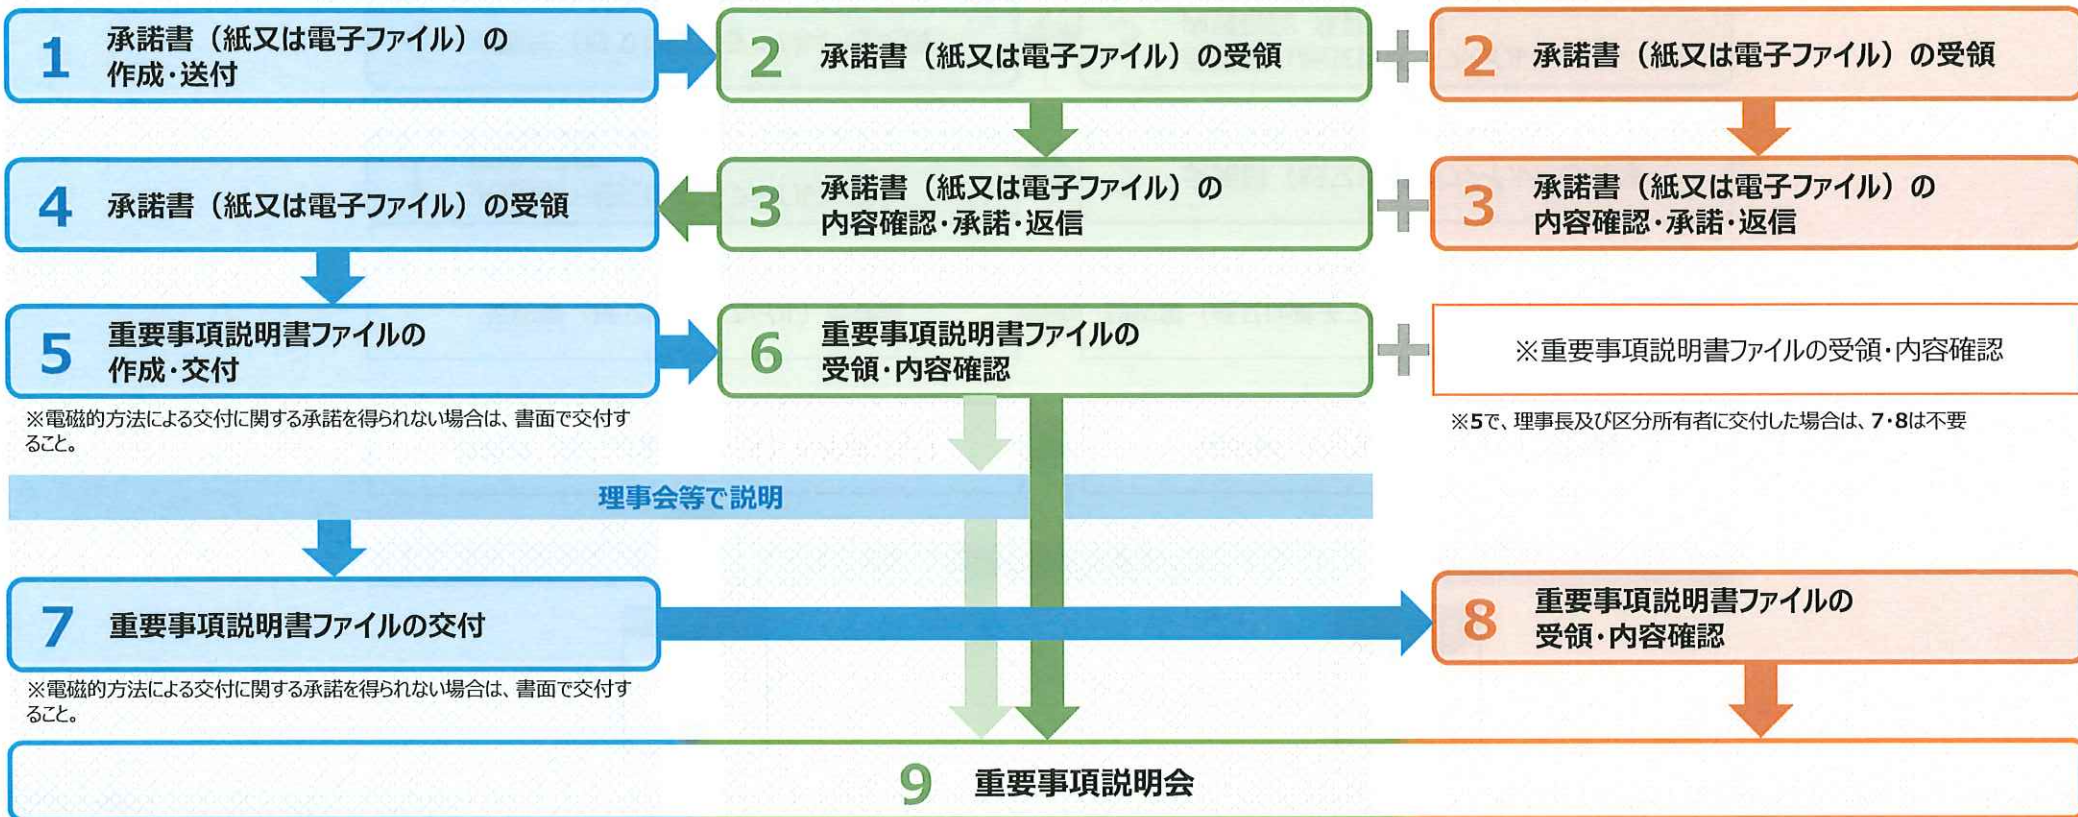 1 承諾書（紙又は電子ファイル）の
作成・送付
2 承諾書（紙又は電子ファイル）の受領
+
2 承諾書（紙又は電子ファイル）の受領
4 承諾書（紙又は電子ファイル）の受領
3 承諾書（紙又は電子ファイル）の
内容確認・承諾・返信
+
3 承諾書（紙又は電子ファイル）の
内容確認・承諾・返信
5 重要事項説明書ファイルの
作成・交付
6 重要事項説明書ファイルの
受領・内容確認
+
※重要事項説明書ファイルの受領・内容確認
※電磁的方法による交付に関する承諾を得られない場合は、書面で交付す
ること。
※5で、理事長及び区分所有者に交付した場合は、7・8は不要
理事会等で説明
7 重要事項説明書ファイルの交付
8 重要事項説明書ファイルの
受領・内容確認
※電磁的方法による交付に関する承諾を得られない場合は、書面で交付す
ること。
9 重要事項説明会